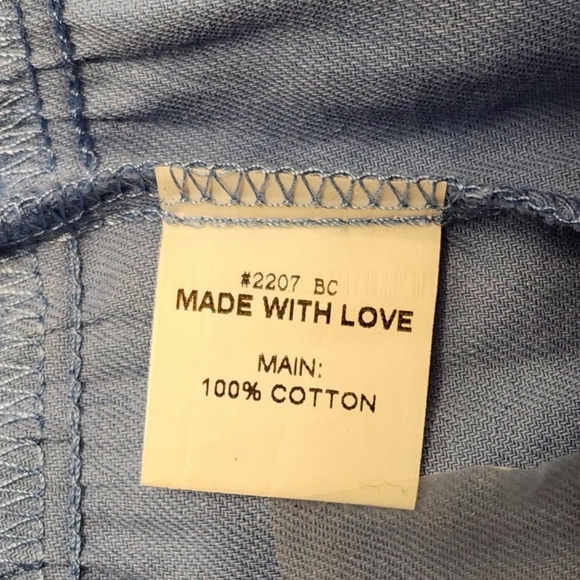 #2207 BC
MADE WITH LOVE
MAIN:
100% COTTON